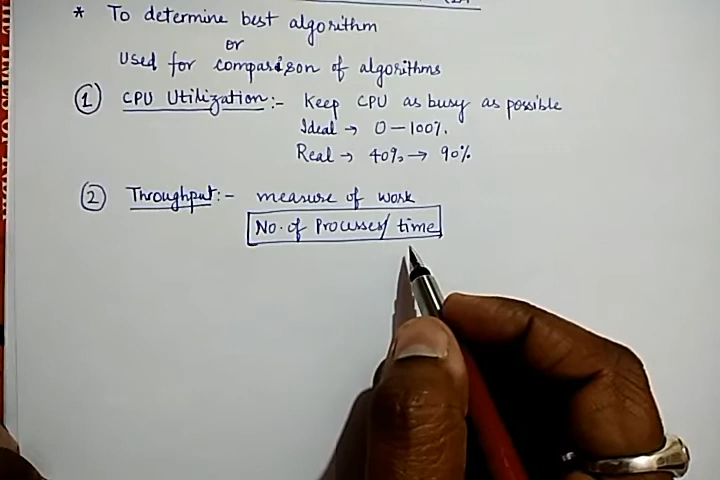 * To determine best algorithm
or
used for comparison of algorithms
① CPU Utilization:- Keep CPU as busy as possible
Ideal → 0-100%.
Real → 40% → 90%
② Throughput:- measure of work
No. of Processes/ time